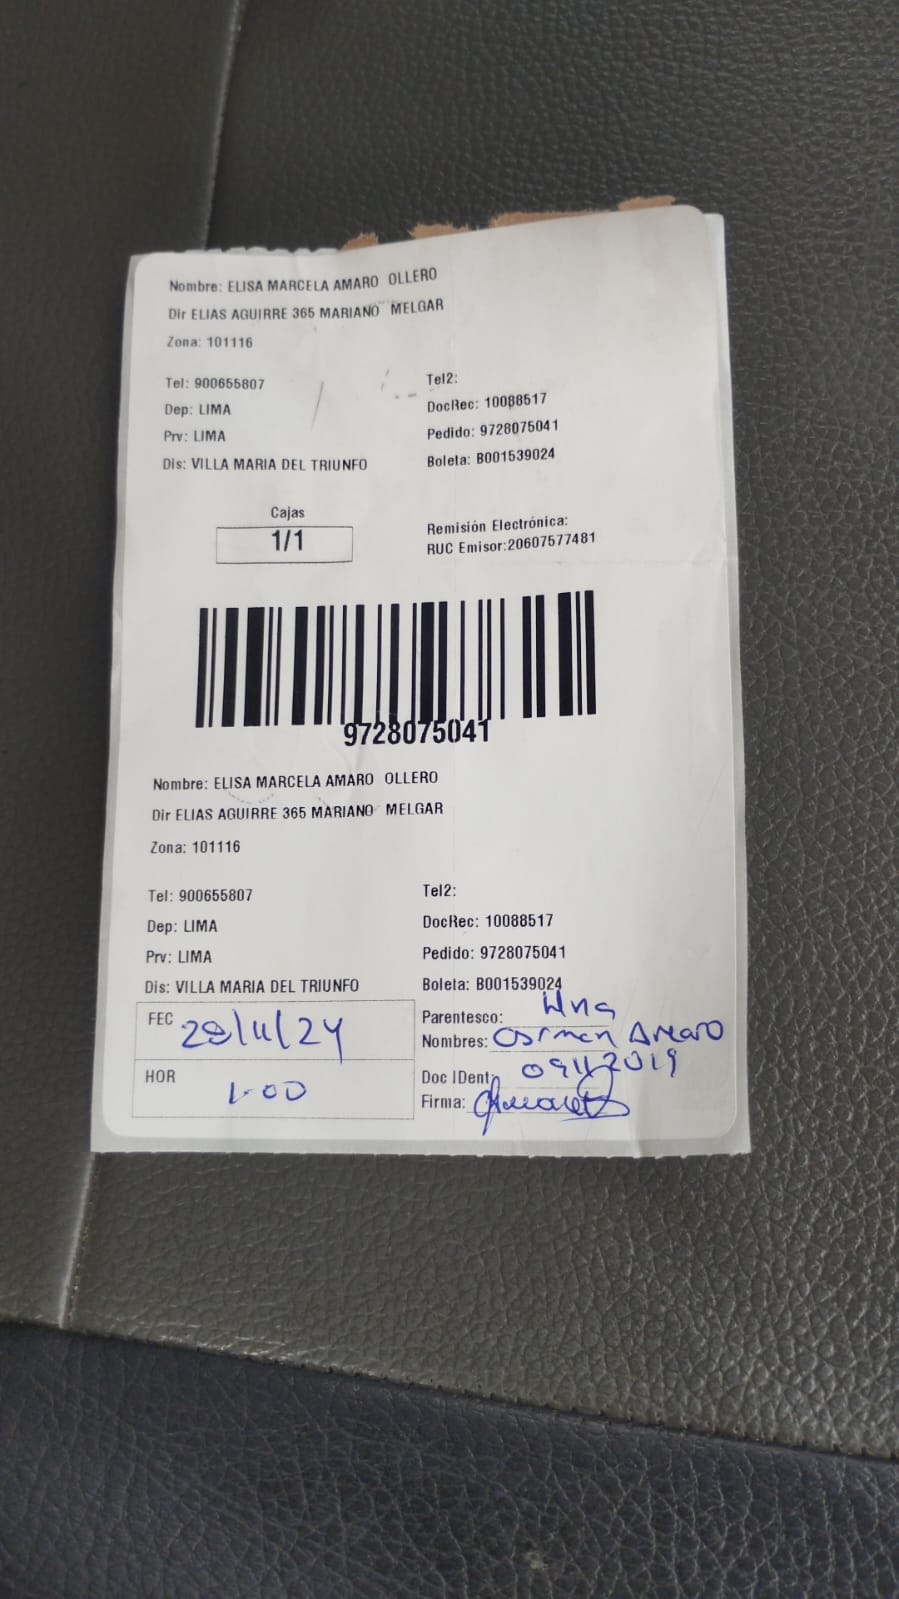 Nombre: ELISA MARCELA AMARO OLLERO
Dir ELIAS AGUIRRE 365 MARIANO MELGAR
Zona: 101116
Tel: 900655807 Tel2:
Dep: LIMA DocRec: 10088517
Prv: LIMA Pedido: 9728075041
Dis: VILLA MARIA DEL TRIUNFO Boleta: B001539024
Cajas
1/1
Remisión Electrónica:
RUC Emisor:20607577481
9728075041
Nombre: ELISA MARCELA AMARO OLLERO
Dir ELIAS AGUIRRE 365 MARIANO MELGAR
Zona: 101116
Tel: 900655807 Tel2:
Dep: LIMA DocRec: 10088517
Prv: LIMA Pedido: 9728075041
Dis: VILLA MARIA DEL TRIUNFO Boleta: B001539024
FEC 28/11/24
HOR 1:00
Parentesco: Hna
Nombres: Amaro
Doc IDent:
Firma: